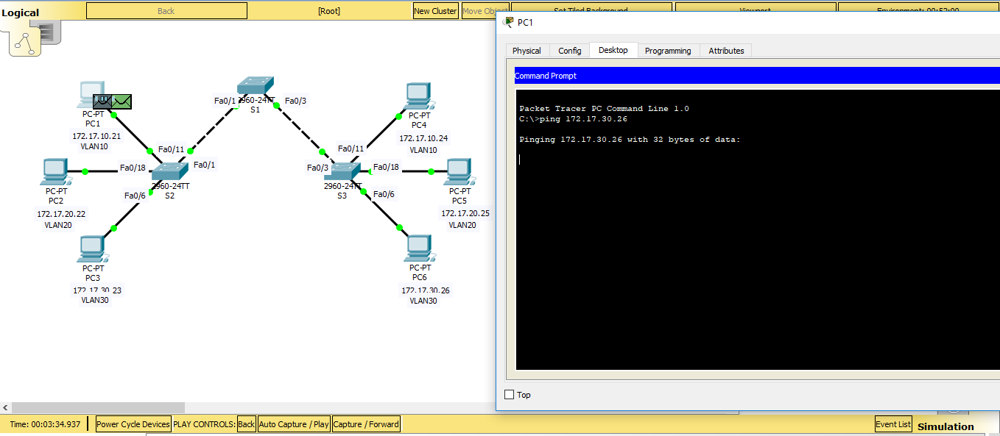 Logical
Back
[Root]
New Cluster
Move Object
Set Tiled Background
Viewport
Environment: 00:52:00
PC1
Physical
Config
Desktop
Programming
Attributes
Command Prompt
Packet Tracer PC Command Line 1.0
C:\>ping 172.17.30.26
Pinging 172.17.30.26 with 32 bytes of data:
Top
PC-PT
PC1
172.17.10.21
VLAN10
Fa0/1
2960-24TT
S1
Fa0/3
PC-PT
PC4
172.17.10.24
VLAN10
Fa0/11
Fa0/18
Fa0/1
2960-24TT
S2
Fa0/6
Fa0/11
Fa0/3
Fa0/18
2960-24TT
S3
Fa0/6
PC-PT
PC2
172.17.20.22
VLAN20
PC-PT
PC5
172.17.20.25
VLAN20
PC-PT
PC3
172.17.30.23
VLAN30
PC-PT
PC6
172.17.30.26
VLAN30
Time: 00:03:34.937
Power Cycle Devices
PLAY CONTROLS:
Back
Auto Capture / Play
Capture / Forward
Event List
Simulation